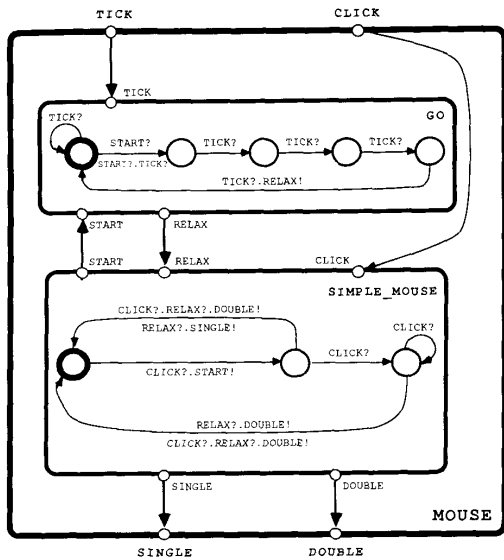 TICK
CLICK
TICK
GO
TICK?
START?
TICK?
TICK?
TICK?
START?.TICK?
TICK?.RELAX!
START
RELAX
START
RELAX
CLICK
SIMPLE_MOUSE
CLICK?.RELAX?.DOUBLE!
CLICK?
RELAX?.SINGLE!
CLICK?
CLICK?.START!
RELAX?.DOUBLE!
CLICK?.RELAX?.DOUBLE!
SINGLE
DOUBLE
MOUSE
SINGLE
DOUBLE